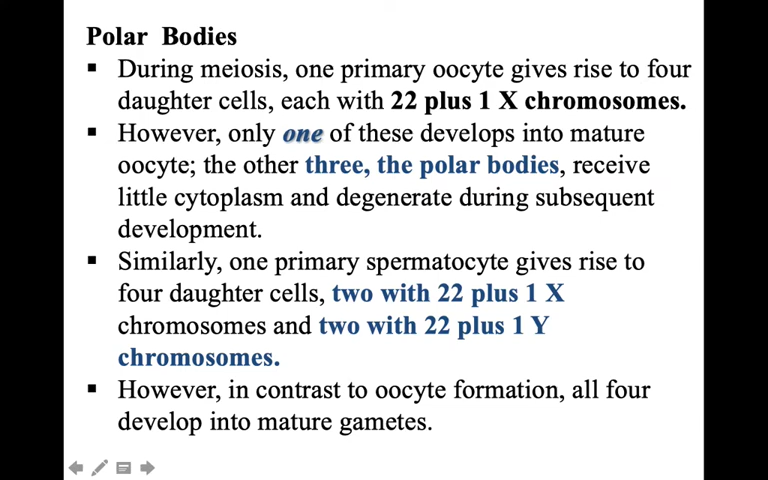 Polar Bodies
▪ During meiosis, one primary oocyte gives rise to four
daughter cells, each with 22 plus 1 X chromosomes.
▪ However, only one of these develops into mature
oocyte; the other three, the polar bodies, receive
little cytoplasm and degenerate during subsequent
development.
▪ Similarly, one primary spermatocyte gives rise to
four daughter cells, two with 22 plus 1 X
chromosomes and two with 22 plus 1 Y
chromosomes.
▪ However, in contrast to oocyte formation, all four
develop into mature gametes.